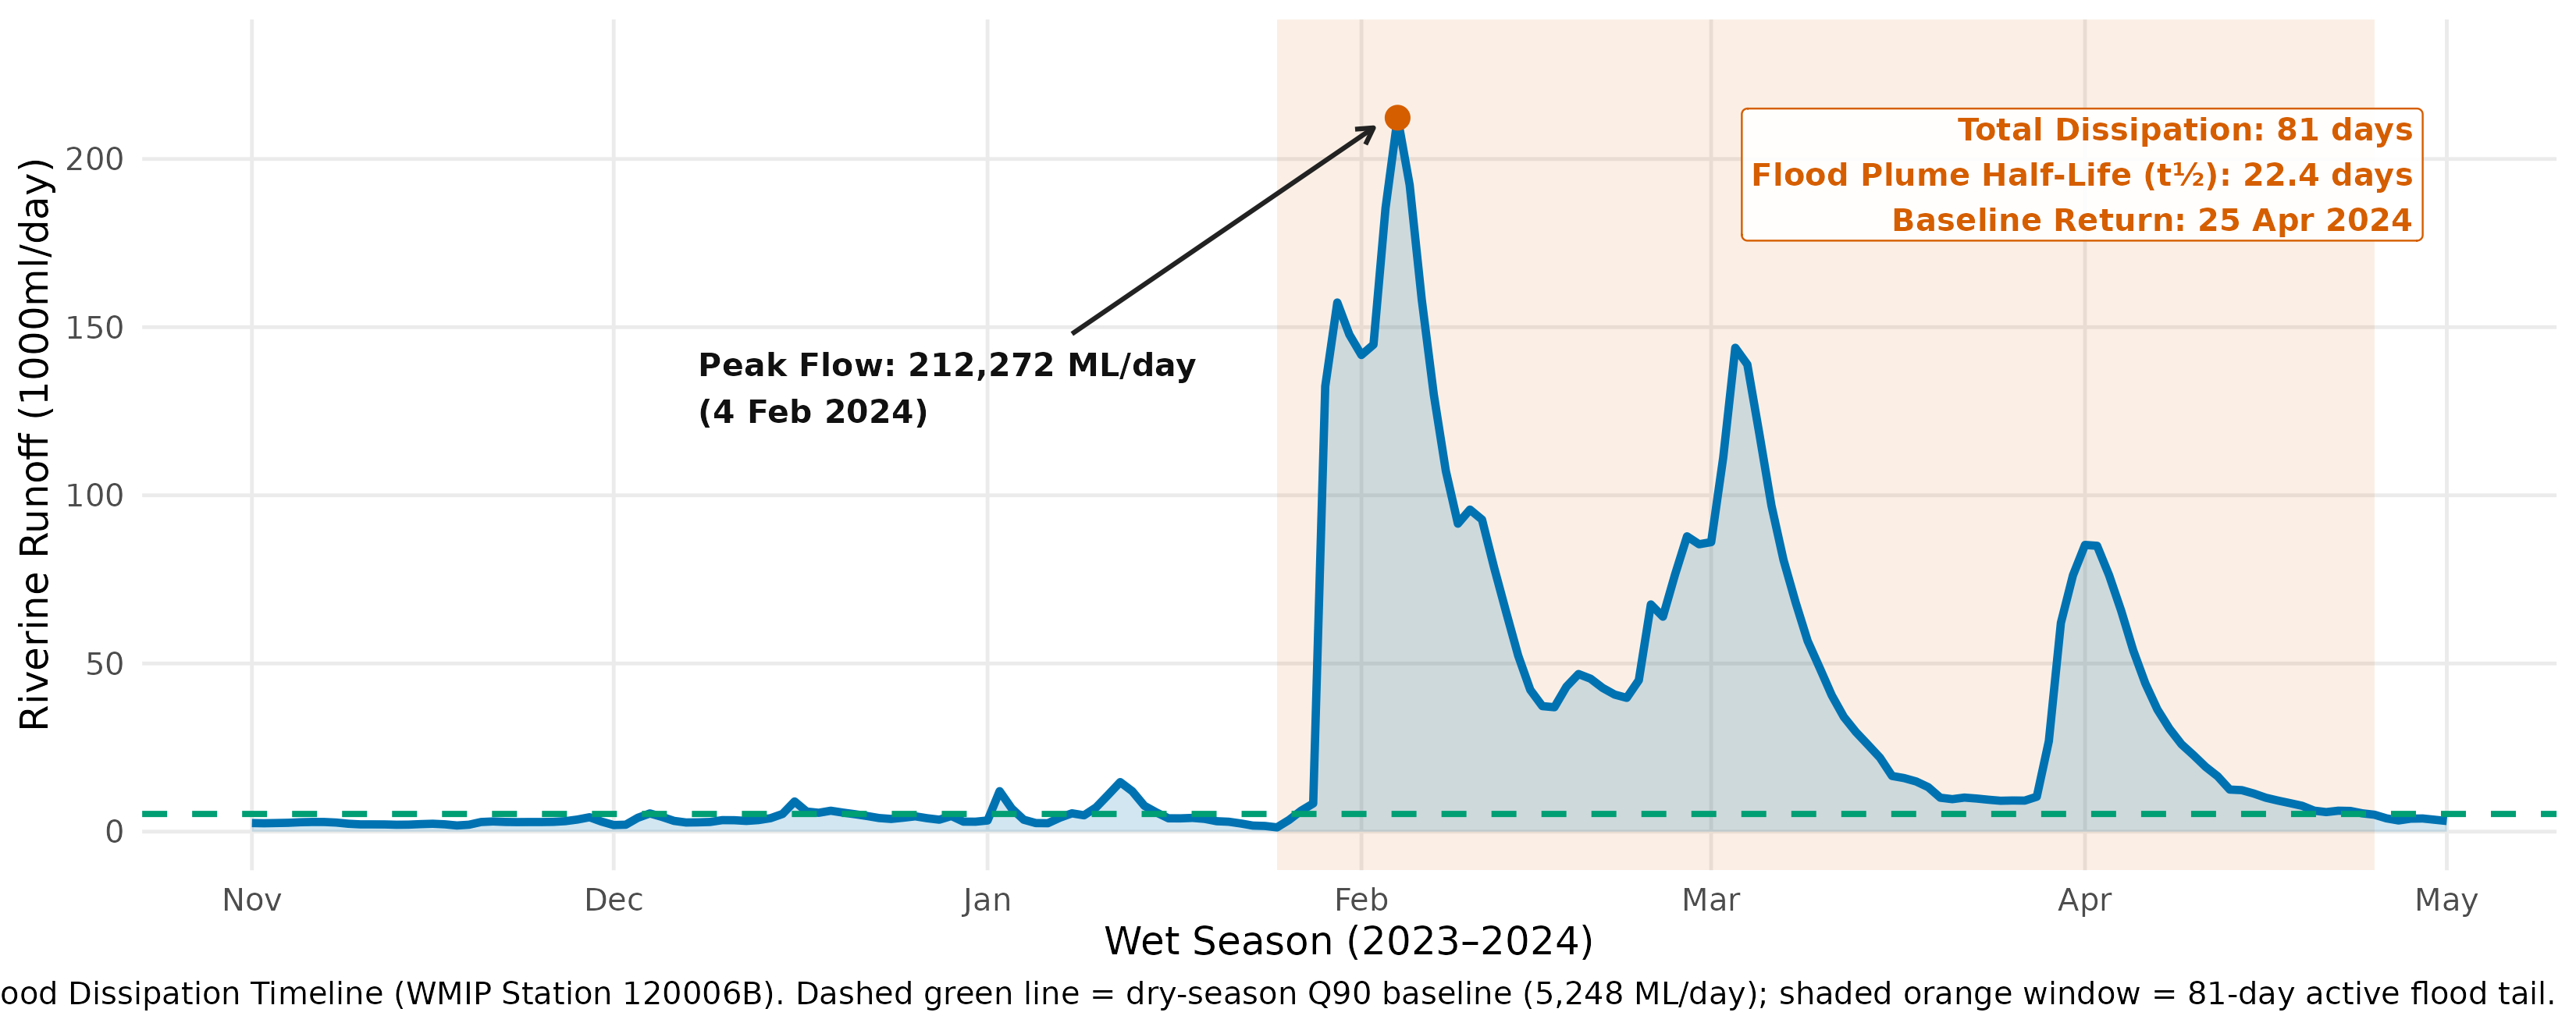 Riverine Runoff (1000ml/day)
200
150
100
50
0
Total Dissipation: 81 days
Flood Plume Half-Life (t½): 22.4 days
Baseline Return: 25 Apr 2024
Peak Flow: 212,272 ML/day
(4 Feb 2024)
Nov Dec Jan Feb Mar Apr May
Wet Season (2023–2024)
ood Dissipation Timeline (WMIP Station 120006B). Dashed green line = dry-season Q90 baseline (5,248 ML/day); shaded orange window = 81-day active flood tail.